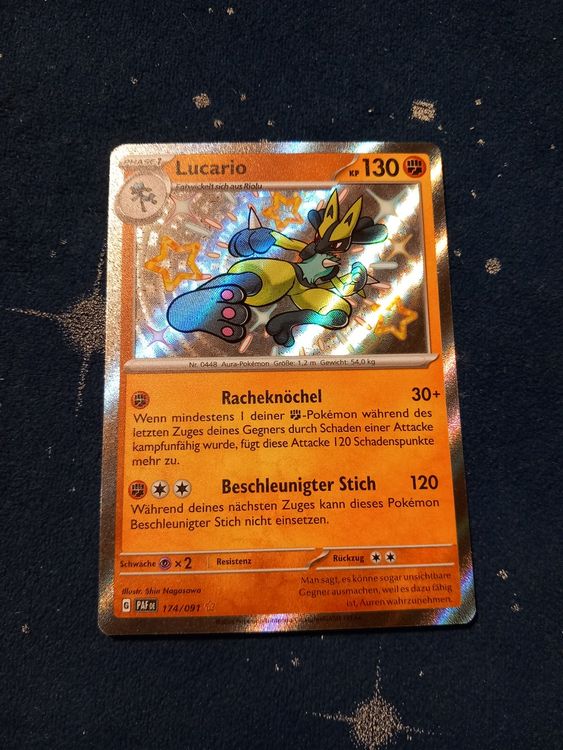 PHASE 1
Lucario
KP 130
Entwickelt sich aus Riolu
Nr. 0448 Aura-Pokémon Größe: 1,2 m Gewicht: 54,0 kg
Racheknöchel 30+
Wenn mindestens 1 deiner -Pokémon während des
letzten Zuges deines Gegners durch Schaden einer Attacke
kampfunfähig wurde, fügt diese Attacke 120 Schadenspunkte
mehr zu.
Beschleunigter Stich 120
Während deines nächsten Zuges kann dieses Pokémon
Beschleunigter Stich nicht einsetzen.
Schwäche ×2 Resistenz Rückzug
Illustr. Shin Nagasawa
Man sagt, es könne sogar unsichtbare
Gegner ausmachen, weil es dazu fähig
ist, Auren wahrzunehmen.
G PAF DE 174/091